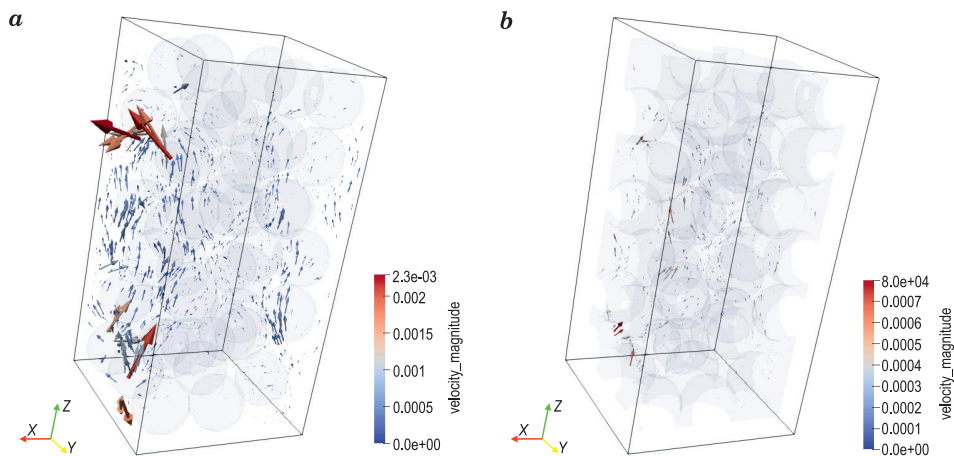 a
b
2.3e-03
0.002
0.0015
0.001
0.0005
0.0e+00
velocity_magnitude
8.0e+04
0.0007
0.0006
0.0005
0.0004
0.0003
0.0002
0.0001
0.0e+00
velocity_magnitude
Z
X
Y
Z
X
Y